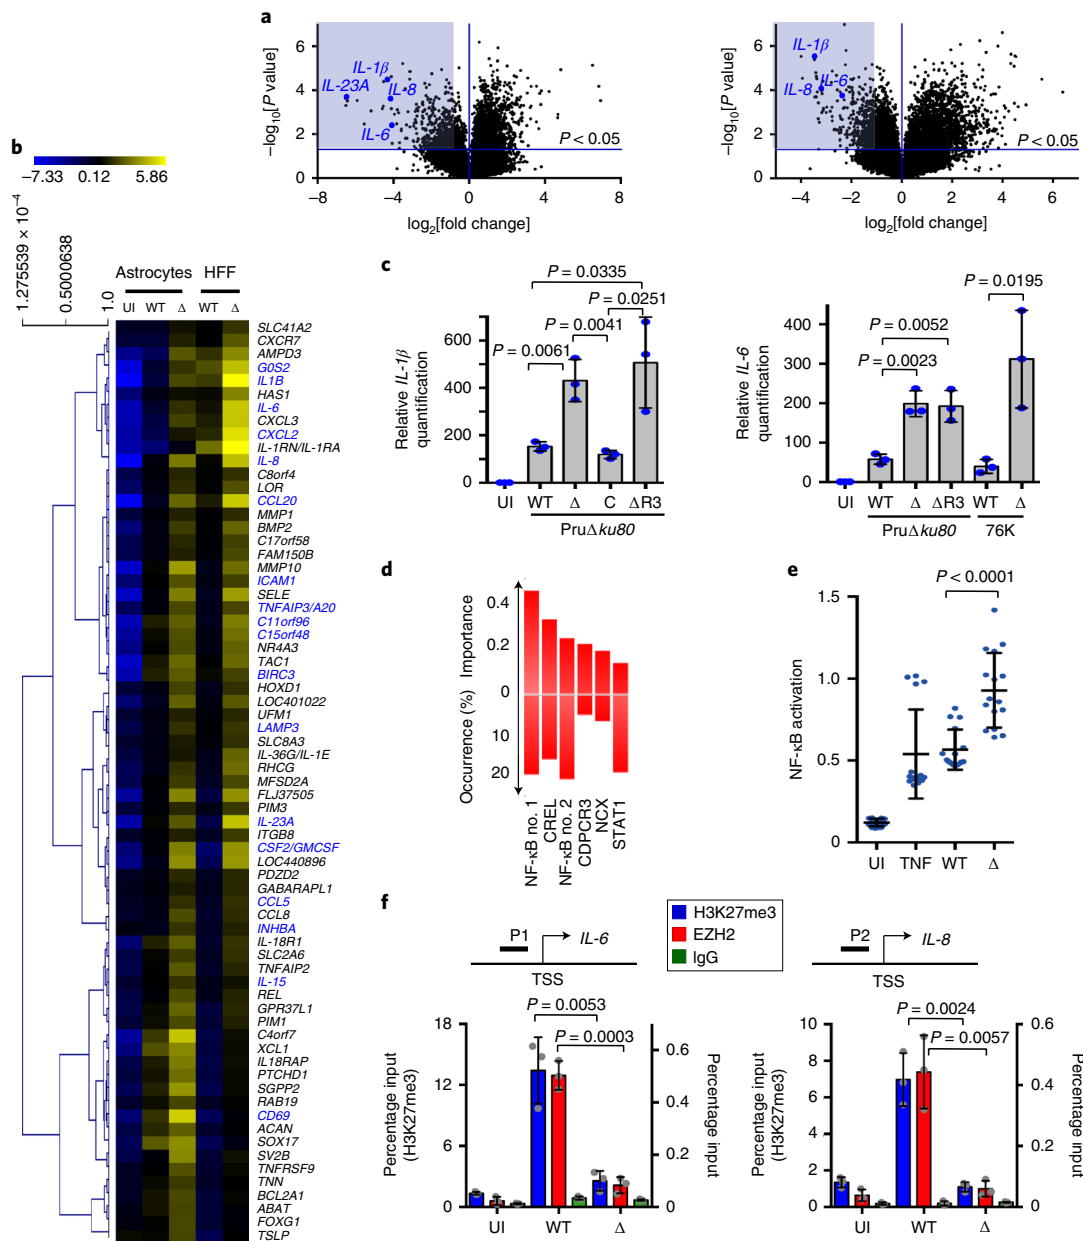 a
6
4
2
0
−log10[P value]
IL-1β
IL-23A
IL-8
IL-6
P < 0.05
−8
−4
0
4
8
log2[fold change]
6
4
2
0
−log10[P value]
IL-1β
IL-8
IL-6
P < 0.05
−4
−2
0
2
4
6
log2[fold change]
b
−7.33 0.12 5.86
1.275539 × 10−4
0.5000638
1.0
Astrocytes HFF
UI WT Δ WT Δ
SLC41A2
CXCR7
AMPD3
G0S2
IL1B
HAS1
IL-6
CXCL3
CXCL2
IL-1RN/IL-1RA
IL-8
C8orf4
LOR
CCL20
MMP1
BMP2
C17orf58
FAM150B
MMP10
ICAM1
SELE
TNFAIP3/A20
C11orf96
C15orf48
NR4A3
TAC1
BIRC3
HOXD1
LOC401022
UFM1
LAMP3
SLC8A3
IL-36G/IL-1E
RHCG
MFSD2A
FLJ37505
PIM3
IL-23A
ITGB8
CSF2/GMCSF
LOC440896
PDZD2
GABARAPL1
CCL5
CCL8
INHBA
IL-18R1
SLC2A6
TNFAIP2
IL-15
REL
GPR37L1
PIM1
C4orf7
XCL1
IL18RAP
PTCHD1
SGPP2
RAB19
CD69
ACAN
SOX17
SV2B
TNFRSF9
TNN
BCL2A1
ABAT
FOXG1
TSLP
c
P = 0.0335
P = 0.0251
P = 0.0041
P = 0.0061
600
400
200
0
Relative IL-1β
quantification
UI WT Δ C ΔR3
PruΔku80
P = 0.0195
P = 0.0052
P = 0.0023
400
300
200
100
0
Relative IL-6
quantification
UI WT Δ ΔR3 WT Δ
PruΔku80 76K
d
0.4
0.2
0
10
20
Occurrence (%) Importance
NF-κB no. 1
CREL
NF-κB no. 2
CDPCR3
NCX
STAT1
e
P < 0.0001
1.5
1.0
0.5
0
NF-κB activation
UI TNF WT Δ
f
P1
IL-6
TSS
H3K27me3
EZH2
IgG
P2
IL-8
TSS
P = 0.0053
P = 0.0003
18
12
6
0
Percentage input
(H3K27me3)
0.6
0.4
0.2
0
Percentage input
UI WT Δ
P = 0.0024
P = 0.0057
10
8
6
4
2
0
Percentage input
(H3K27me3)
0.6
0.4
0.2
0
Percentage input
UI WT Δ